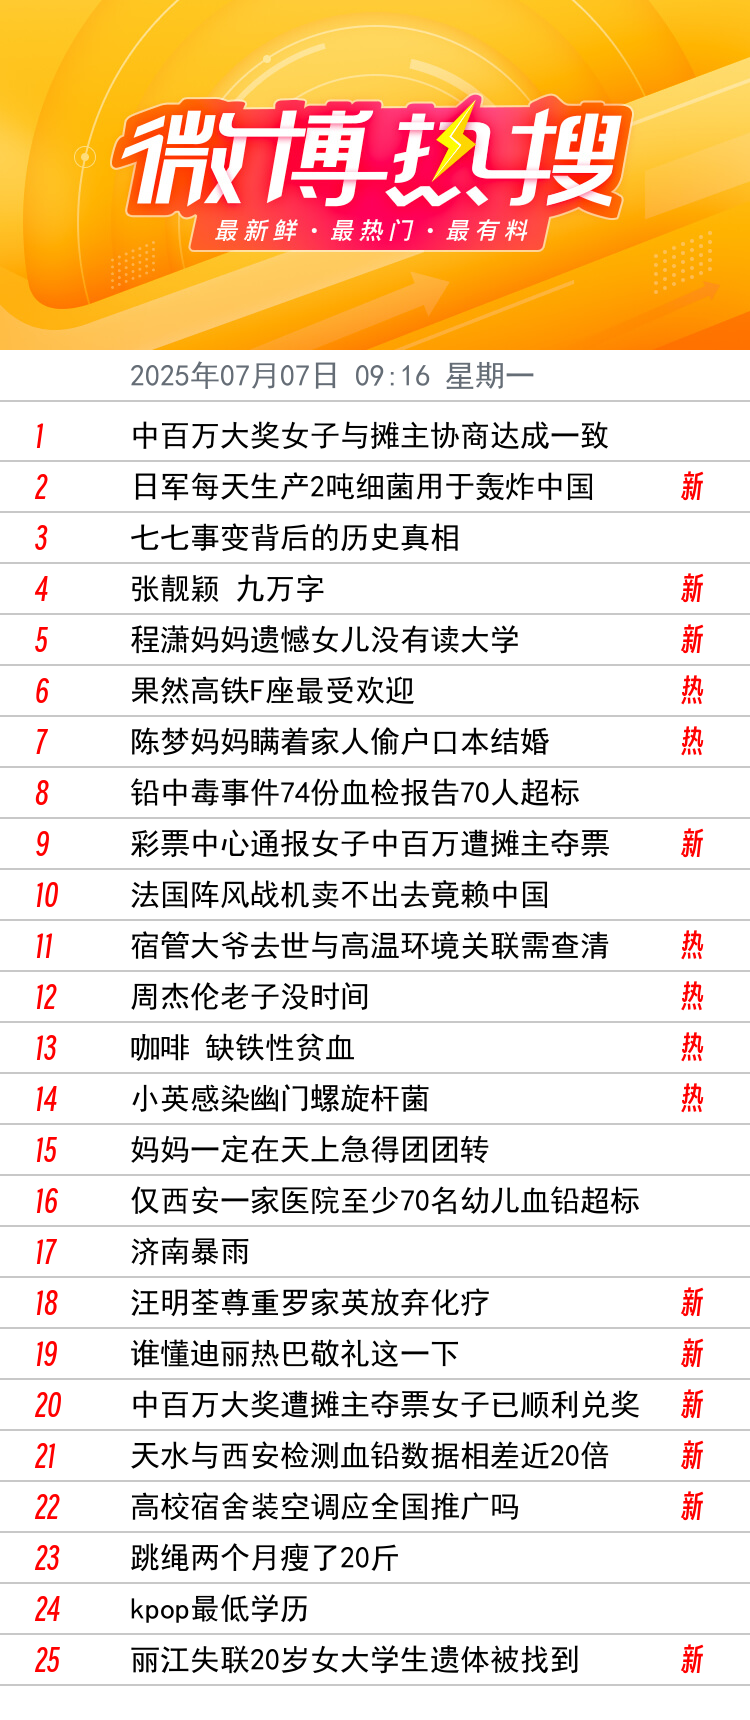 微博热搜
最新鲜·最热门·最有料
2025年07月07日 09:16 星期一
1 中百万大奖女子与摊主协商达成一致
2 日军每天生产2吨细菌用于轰炸中国 新
3 七七事变背后的历史真相
4 张靓颖 九万字 新
5 程潇妈妈遗憾女儿没有读大学 新
6 果然高铁F座最受欢迎 热
7 陈梦妈妈瞒着家人偷户口本结婚 热
8 铅中毒事件74份血检报告70人超标
9 彩票中心通报女子中百万遭摊主夺票 新
10 法国阵风战机卖不出去竟赖中国
11 宿管大爷去世与高温环境关联需查清 热
12 周杰伦老子没时间 热
13 咖啡 缺铁性贫血 热
14 小英感染幽门螺旋杆菌 热
15 妈妈一定在天上急得团团转
16 仅西安一家医院至少70名幼儿血铅超标
17 济南暴雨
18 汪明荃尊重罗家英放弃化疗 新
19 谁懂迪丽热巴敬礼这一下 新
20 中百万大奖遭摊主夺票女子已顺利兑奖 新
21 天水与西安检测血铅数据相差近20倍 新
22 高校宿舍装空调应全国推广吗 新
23 跳绳两个月瘦了20斤
24 kpop最低学历
25 丽江失联20岁女大学生遗体被找到 新